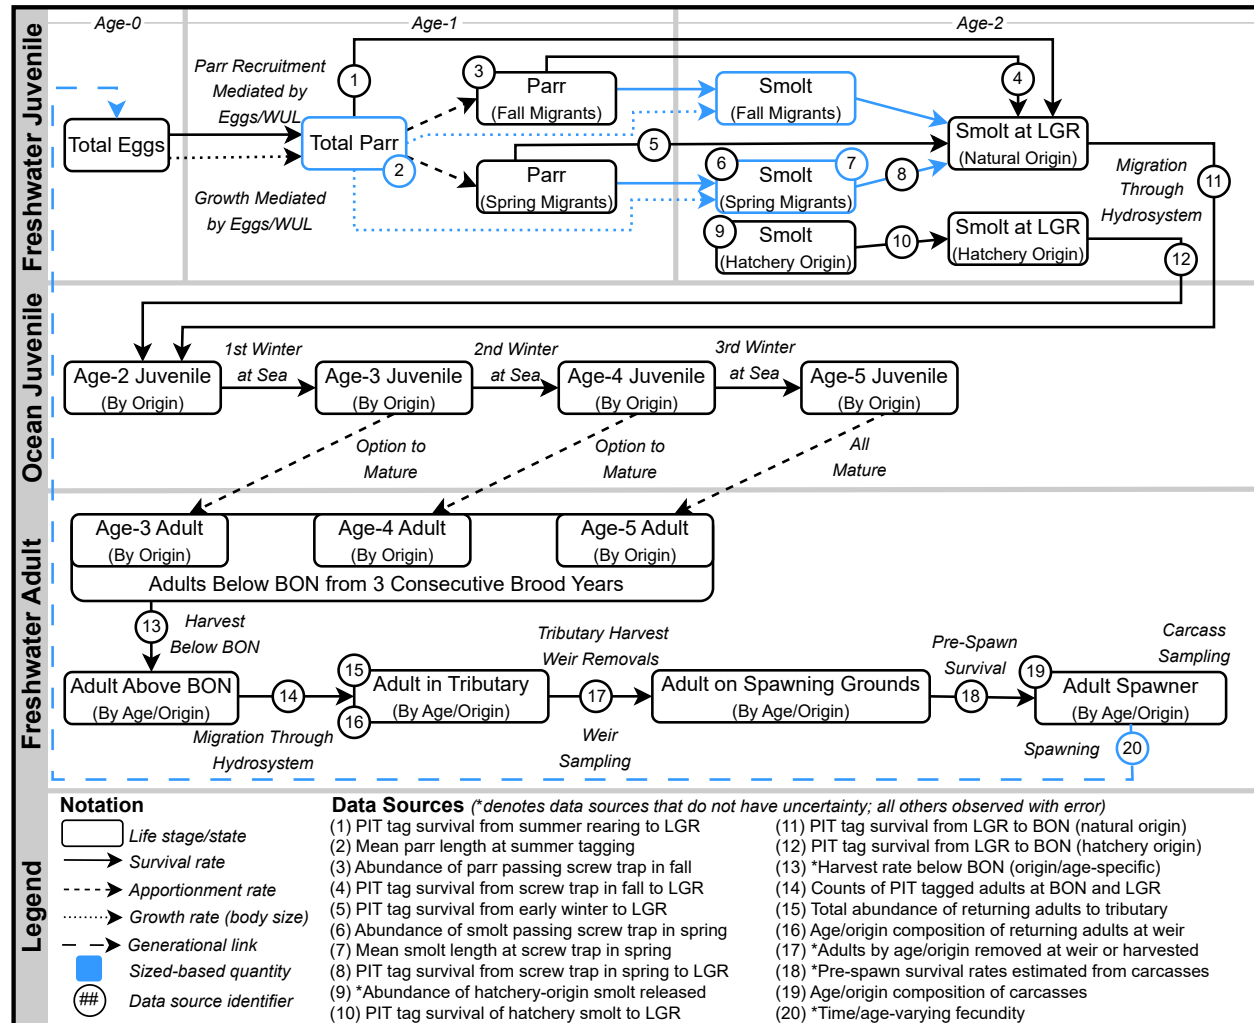 Age-0
Age-1
Age-2
Freshwater Juvenile
Parr Recruitment
Mediated by
Eggs/WUL
1
3
Parr
(Fall Migrants)
Smolt
(Fall Migrants)
4
Total Eggs
Total Parr
2
5
Smolt at LGR
(Natural Origin)
Growth Mediated
by Eggs/WUL
Parr
(Spring Migrants)
6
7
Smolt
(Spring Migrants)
8
Migration
Through
Hydrosystem
11
9
Smolt
(Hatchery Origin)
10
Smolt at LGR
(Hatchery Origin)
12
Ocean Juvenile
Age-2 Juvenile
(By Origin)
1st Winter
at Sea
Age-3 Juvenile
(By Origin)
2nd Winter
at Sea
Age-4 Juvenile
(By Origin)
3rd Winter
at Sea
Age-5 Juvenile
(By Origin)
Option to
Mature
Option to
Mature
All
Mature
Freshwater Adult
Age-3 Adult
(By Origin)
Age-4 Adult
(By Origin)
Age-5 Adult
(By Origin)
Adults Below BON from 3 Consecutive Brood Years
13
Harvest
Below BON
Adult Above BON
(By Age/Origin)
14
Migration Through
Hydrosystem
15
16
Adult in Tributary
(By Age/Origin)
Tributary Harvest
Weir Removals
17
Weir
Sampling
Adult on Spawning Grounds
(By Age/Origin)
Pre-Spawn
Survival
18
Carcass
Sampling
19
Adult Spawner
(By Age/Origin)
Spawning
20
Legend
Notation
Life stage/state
Survival rate
Apportionment rate
Growth rate (body size)
Generational link
Sized-based quantity
## Data source identifier
Data Sources (*denotes data sources that do not have uncertainty; all others observed with error)
(1) PIT tag survival from summer rearing to LGR
(2) Mean parr length at summer tagging
(3) Abundance of parr passing screw trap in fall
(4) PIT tag survival from screw trap in fall to LGR
(5) PIT tag survival from early winter to LGR
(6) Abundance of smolt passing screw trap in spring
(7) Mean smolt length at screw trap in spring
(8) PIT tag survival from screw trap in spring to LGR
(9) *Abundance of hatchery-origin smolt released
(10) PIT tag survival of hatchery smolt to LGR
(11) PIT tag survival from LGR to BON (natural origin)
(12) PIT tag survival from LGR to BON (hatchery origin)
(13) *Harvest rate below BON (origin/age-specific)
(14) Counts of PIT tagged adults at BON and LGR
(15) Total abundance of returning adults to tributary
(16) Age/origin composition of returning adults at weir
(17) *Adults by age/origin removed at weir or harvested
(18) *Pre-spawn survival rates estimated from carcasses
(19) Age/origin composition of carcasses
(20) *Time/age-varying fecundity